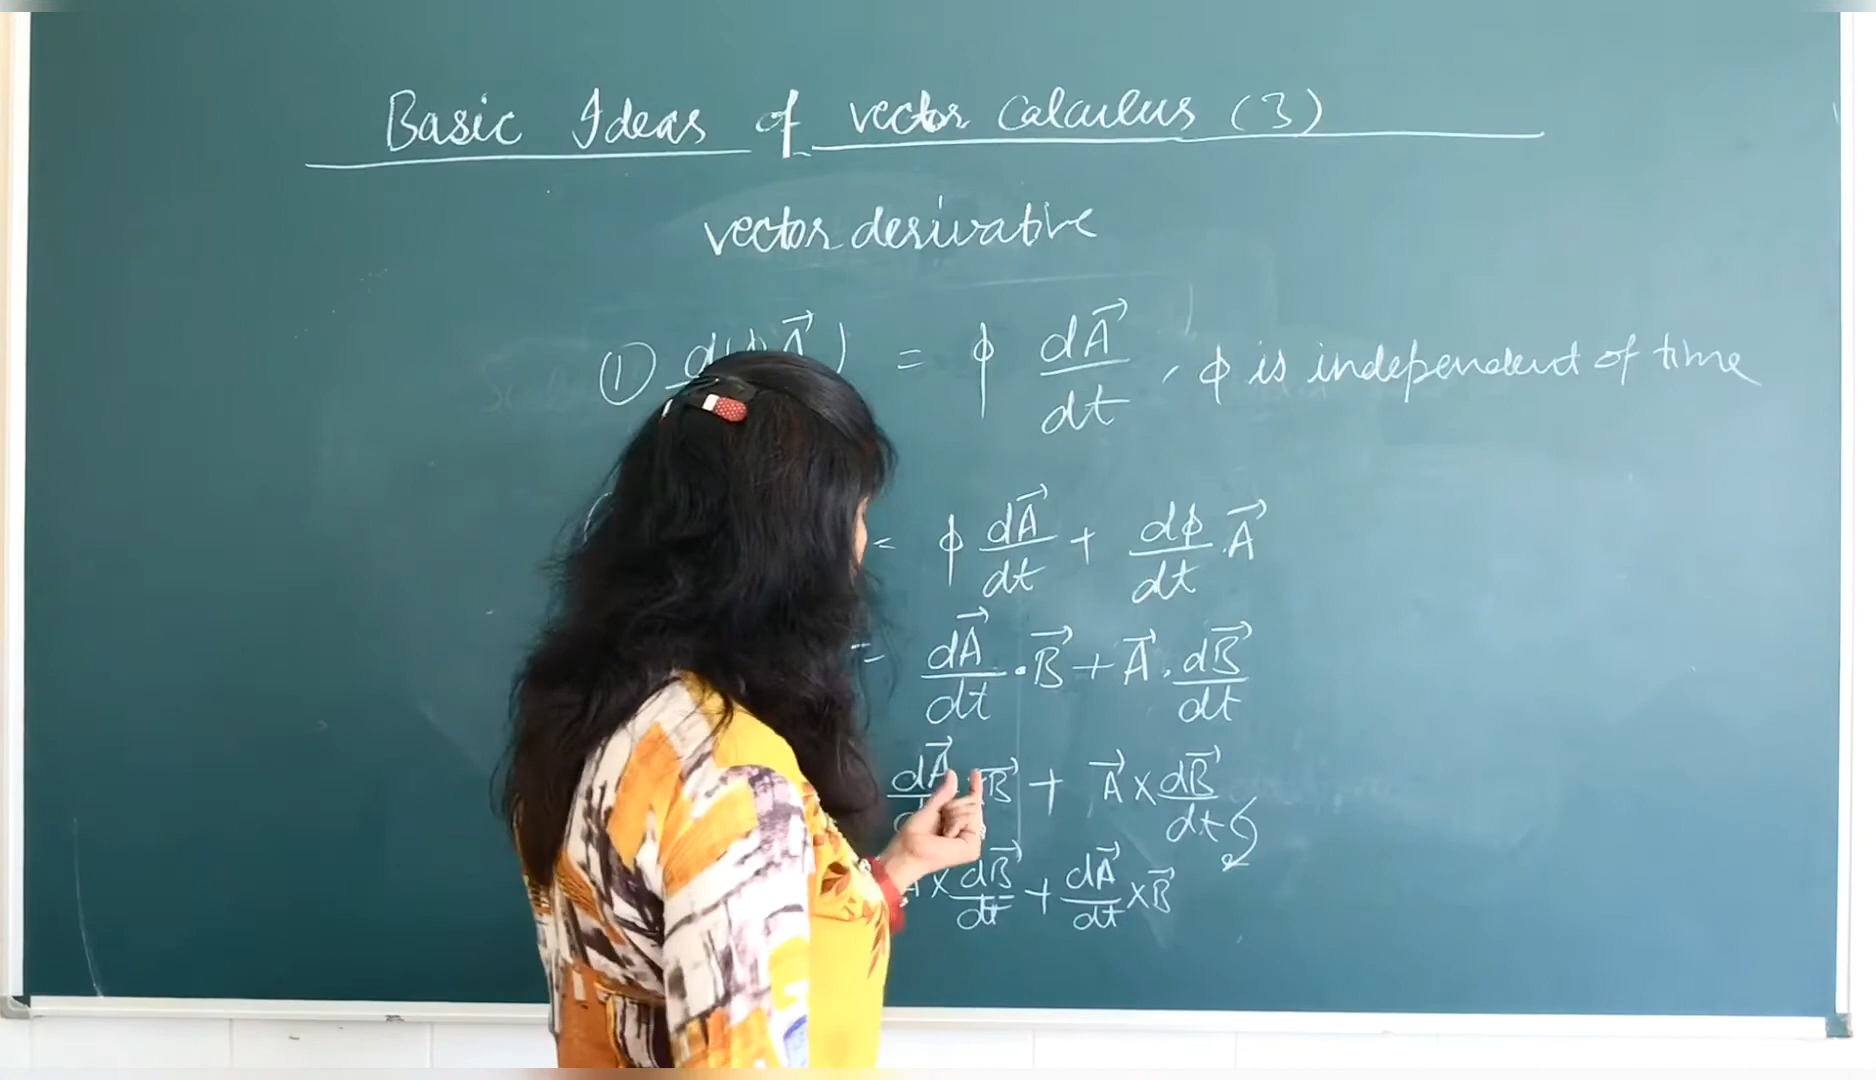 Basic Ideas of vector Calculus (3)
vector derivative
① d( A⃗ ) = ϕ dA⃗/dt , ϕ is independent of time
= ϕ dA⃗/dt + dϕ/dt . A⃗
= dA⃗/dt · B⃗ + A⃗ . dB⃗/dt
dA⃗ B⃗ + A⃗ × dB⃗/dt
× dB⃗/dt + dA⃗/dt × B⃗